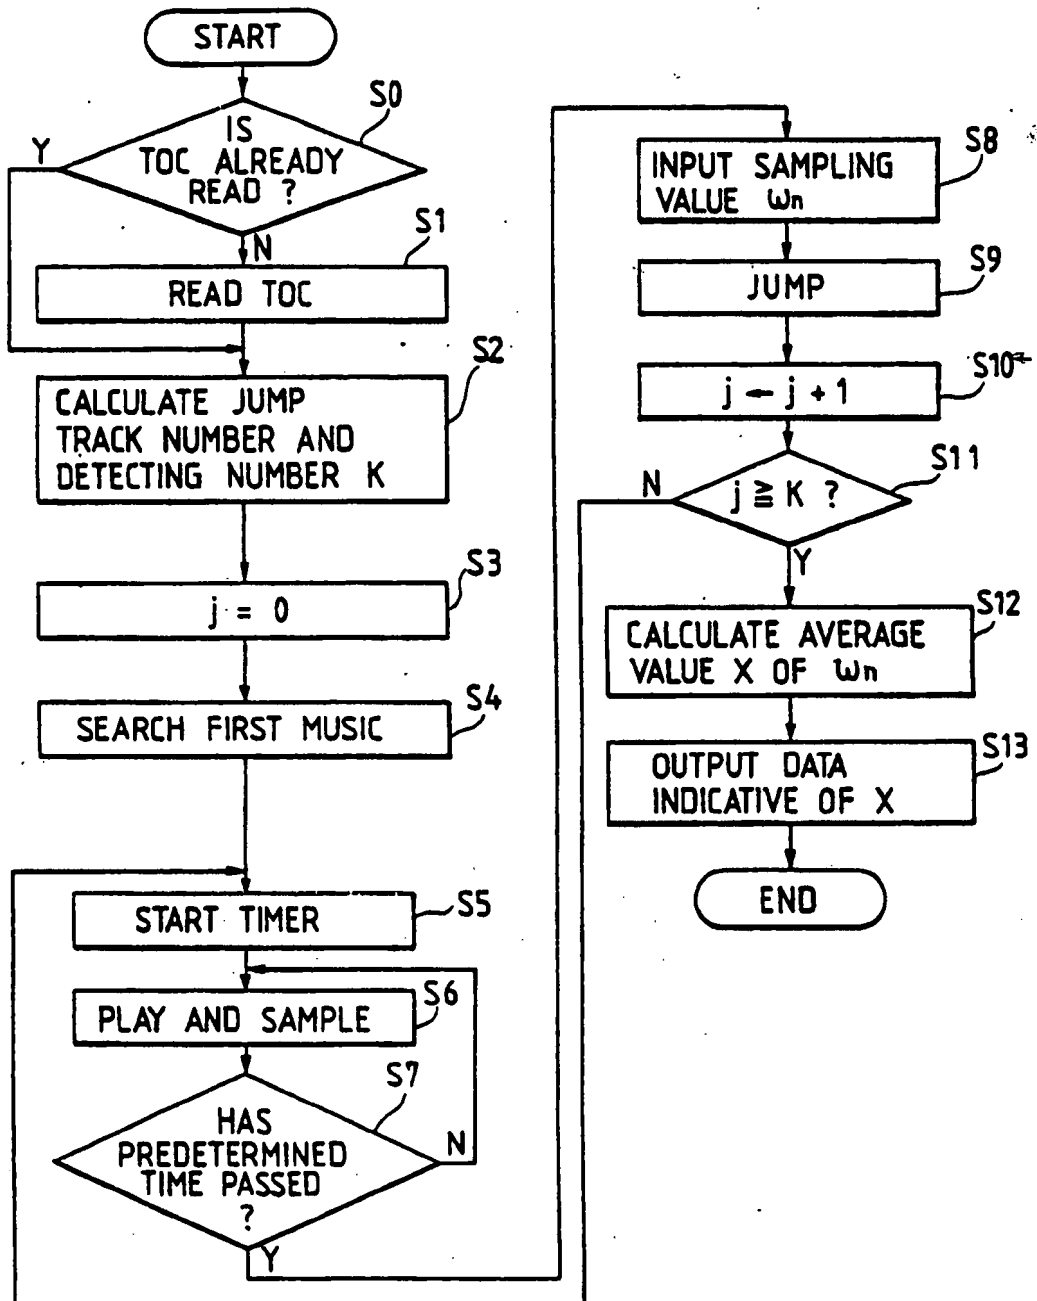 START
S0
IS
TOC ALREADY
READ ?
Y
N
S1
READ TOC
S2
CALCULATE JUMP
TRACK NUMBER AND
DETECTING NUMBER K
S3
j = 0
S4
SEARCH FIRST MUSIC
START TIMER
S5
S6
PLAY AND SAMPLE
S7
HAS
PREDETERMINED
TIME PASSED
?
N
Y
S8
INPUT SAMPLING
VALUE ωn
S9
JUMP
S10
j ← j + 1
S11
j ≧ K ?
N
Y
S12
CALCULATE AVERAGE
VALUE X OF ωn
S13
OUTPUT DATA
INDICATIVE OF X
END